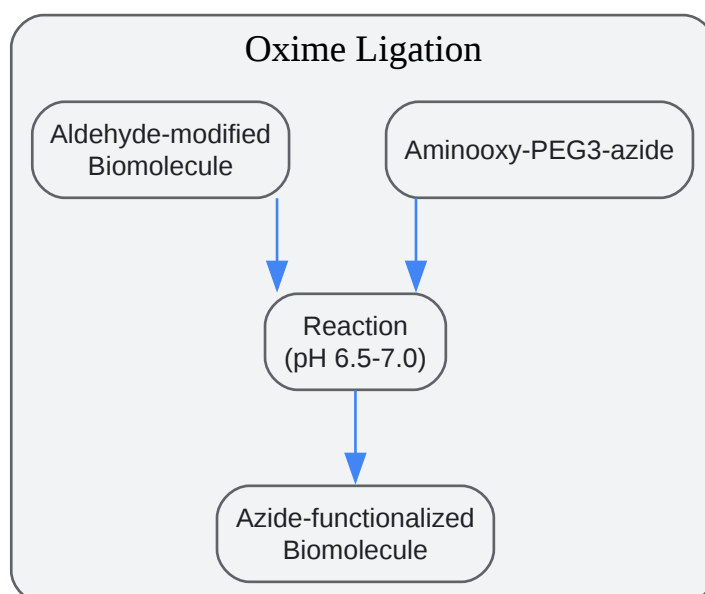 Oxime Ligation
Aldehyde-modified
Biomolecule
Aminooxy-PEG3-azide
Reaction
(pH 6.5-7.0)
Azide-functionalized
Biomolecule